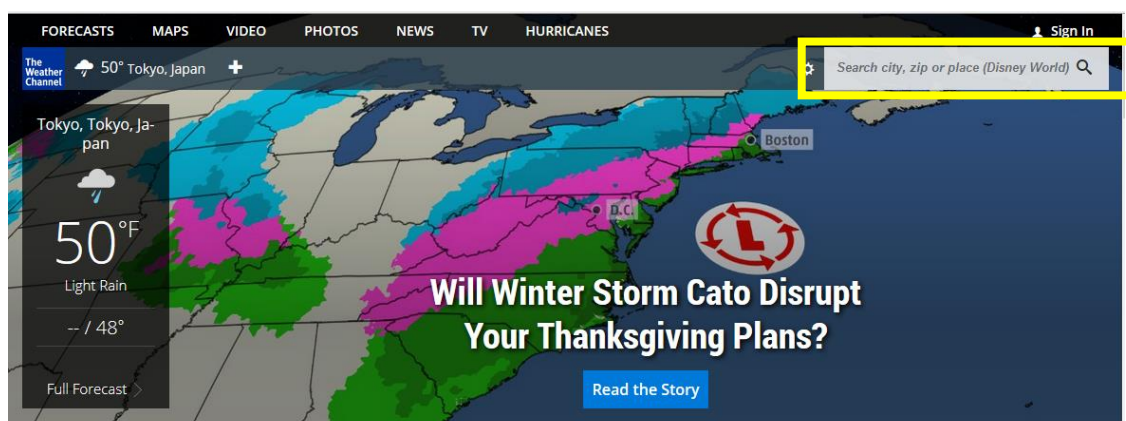 FORECASTS MAPS VIDEO PHOTOS NEWS TV HURRICANES Sign In
The
Weather
Channel
50° Tokyo, Japan
Search city, zip or place (Disney World)
Tokyo, Tokyo, Ja-
pan
50°F
Light Rain
-- / 48°
Full Forecast
Boston
D.C.
L
Will Winter Storm Cato Disrupt
Your Thanksgiving Plans?
Read the Story